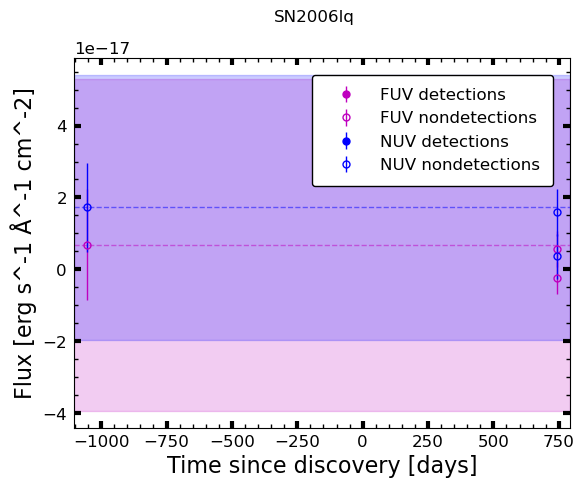 SN2006lq
1e−17
FUV detections
FUV nondetections
NUV detections
NUV nondetections
4
2
0
−2
−4
Flux [erg s^-1 Å^-1 cm^-2]
−1000 −750 −500 −250 0 250 500 750
Time since discovery [days]